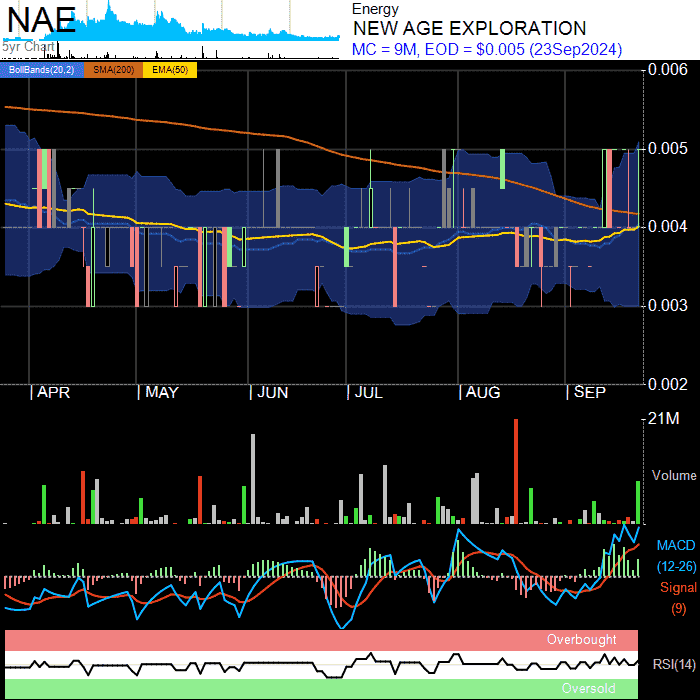 NAE
5yr Chart
Energy
NEW AGE EXPLORATION
MC = 9M, EOD = $0.005 (23Sep2024)
BollBands(20,2) SMA(200) EMA(50)
0.006
0.005
0.004
0.003
0.002
APR MAY JUN JUL AUG SEP
21M
Volume
MACD
(12-26)
Signal
(9)
Overbought
RSI(14)
Oversold